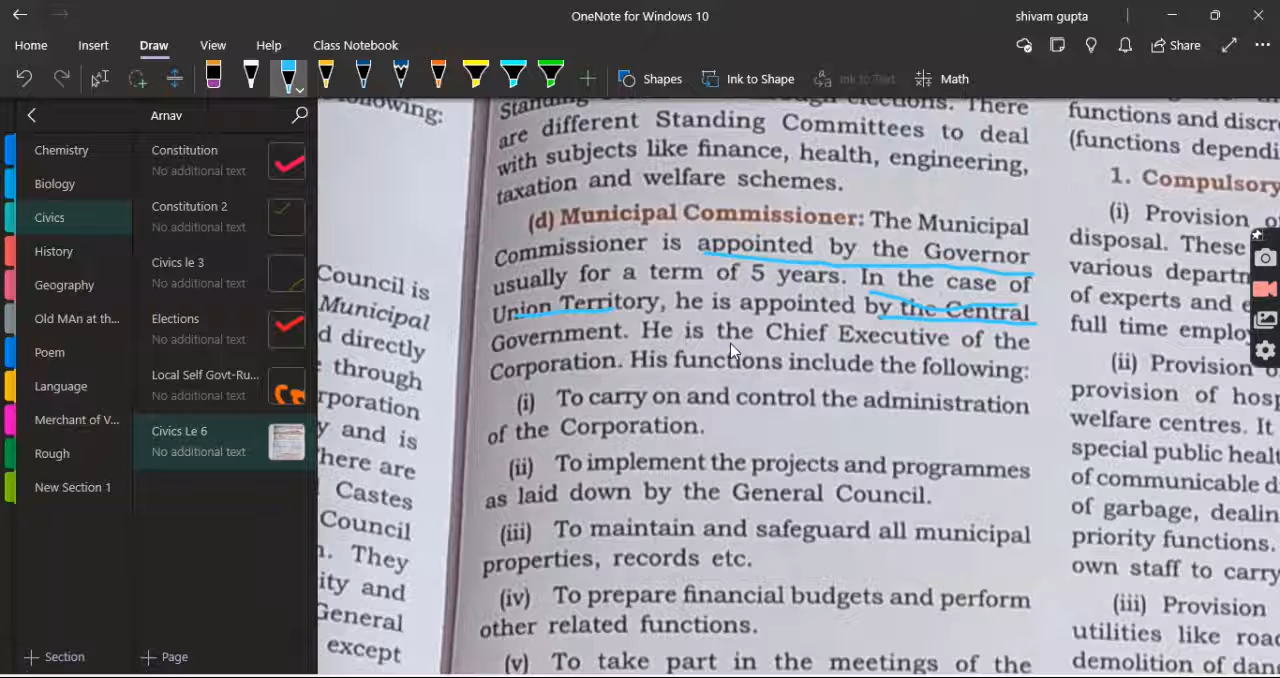 OneNote for Windows 10
shivam gupta
Home Insert Draw View Help Class Notebook
Share
Shapes
Ink to Shape
Ink to Text
Math
Arnav
Chemistry
Biology
Civics
History
Geography
Old MAn at th...
Poem
Language
Merchant of V...
Rough
New Section 1
Section
Constitution
No additional text
Constitution 2
No additional text
Civics le 3
No additional text
Elections
No additional text
Local Self Govt-Ru...
No additional text
Civics Le 6
No additional text
Page
following:
Council is
Municipal
d directly
through
rporation
y and is
here are
Castes
Council
n. They
ity and
General
except
elections. There
are different Standing Committees to deal
with subjects like finance, health, engineering,
taxation and welfare schemes.
(d) Municipal Commissioner: The Municipal
Commissioner is appointed by the Governor
usually for a term of 5 years. In the case of
Union Territory, he is appointed by the Central
Government. He is the Chief Executive of the
Corporation. His functions include the following:
(i) To carry on and control the administration
of the Corporation.
(ii) To implement the projects and programmes
as laid down by the General Council.
(iii) To maintain and safeguard all municipal
properties, records etc.
(iv) To prepare financial budgets and perform
other related functions.
(v) To take part in the meetings of the
functions and discr
(functions dependi
1. Compulsory
(i) Provision o
disposal. These
various departn
of experts and e
full time employ
(ii) Provision o
provision of hosp
welfare centres. It
special public healt
of communicable d
of garbage, dealin
priority functions.
own staff to carry
(iii) Provision
utilities like road
demolition of dang